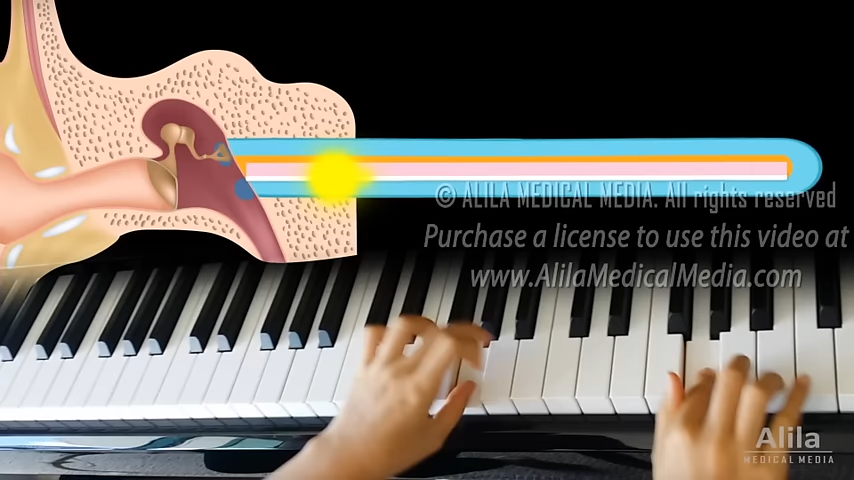 © ALILA MEDICAL MEDIA. All rights reserved
Purchase a license to use this video at
www.AlilaMedicalMedia.com
Alila
MEDICAL MEDIA